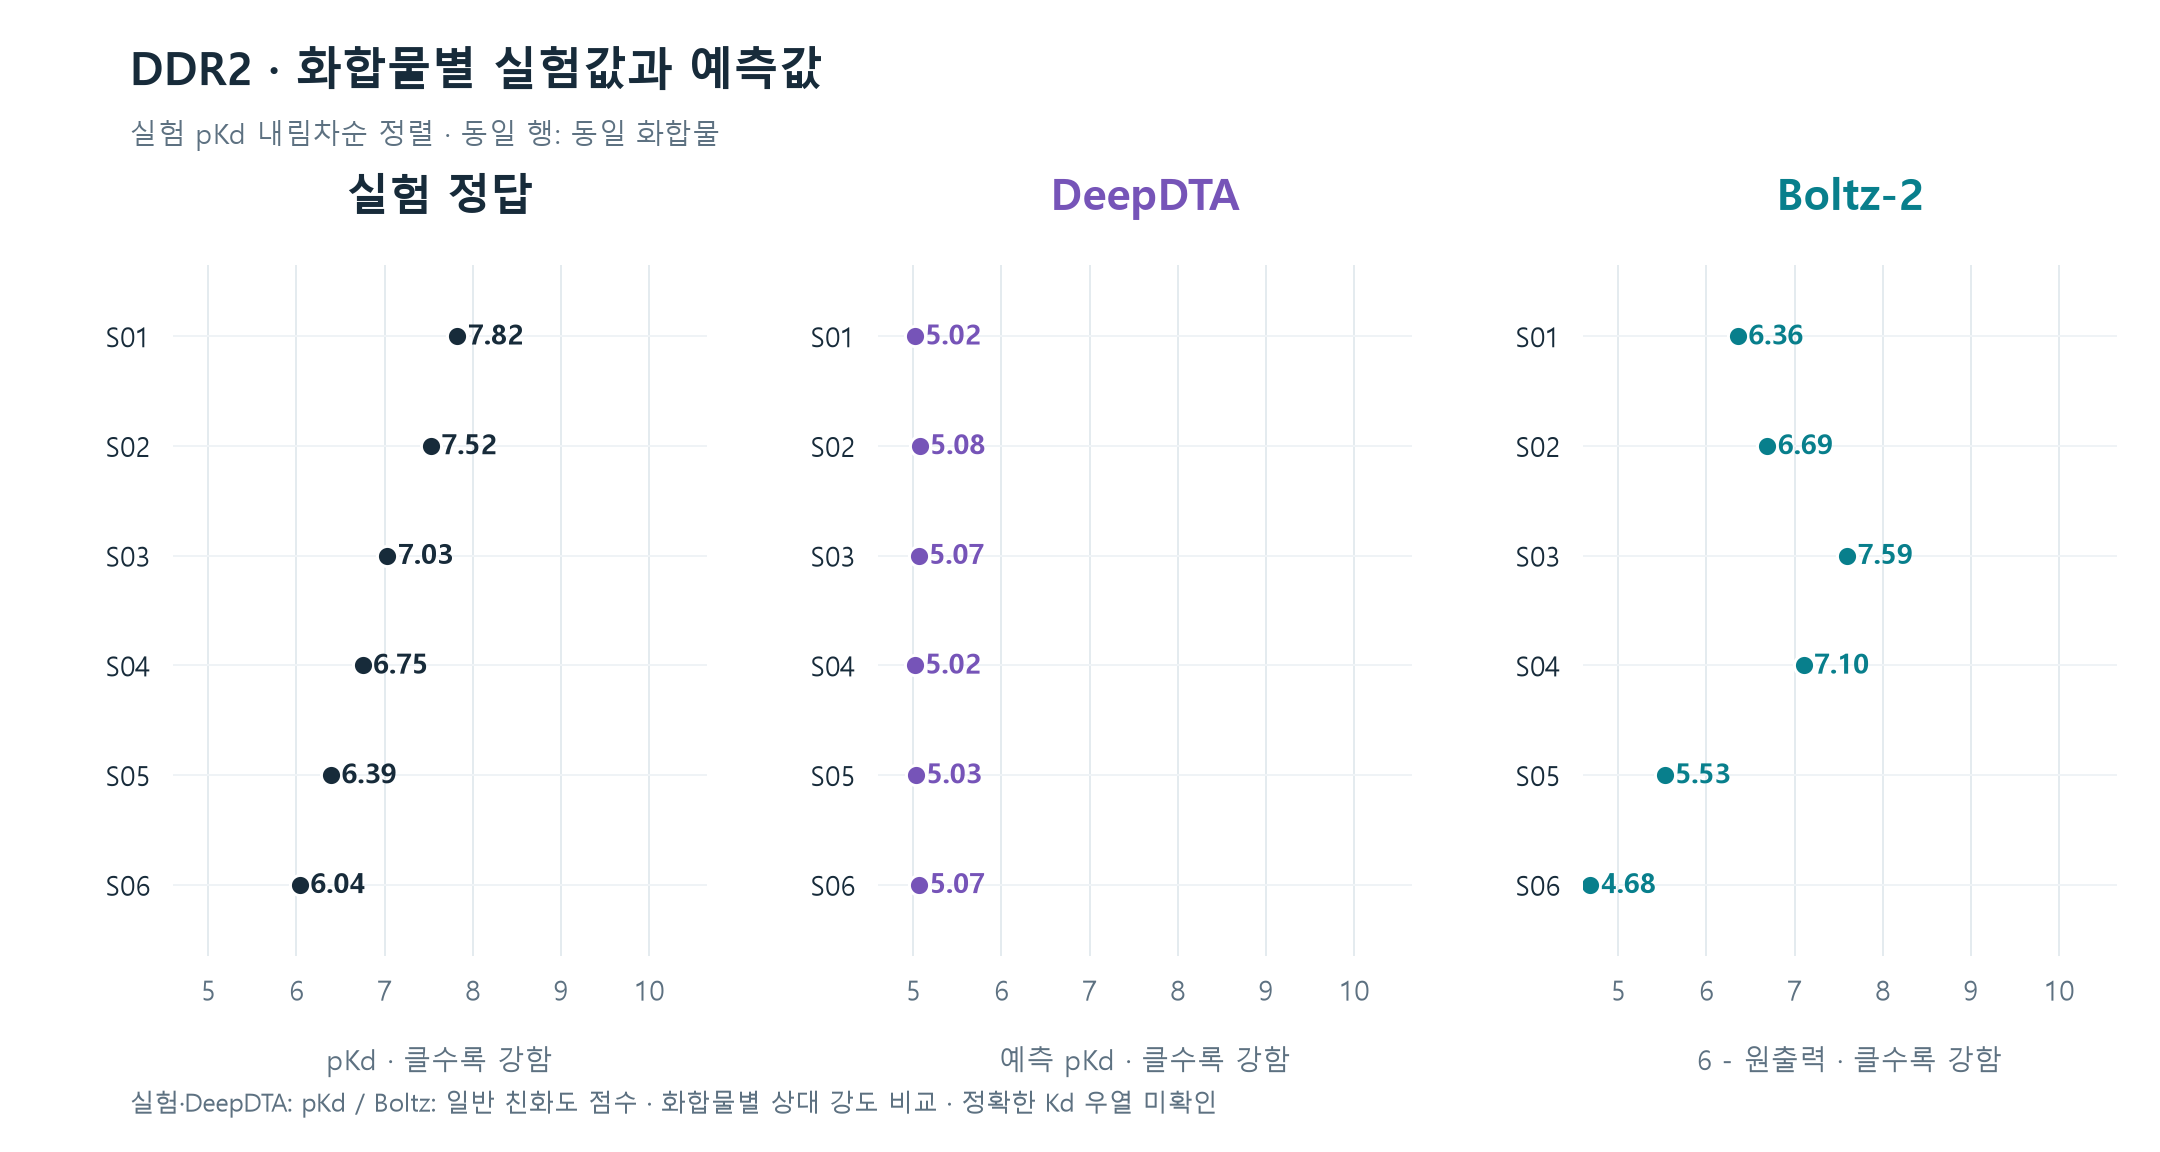 DDR2 · 화합물별 실험값과 예측값
실험 pKd 내림차순 정렬 · 동일 행: 동일 화합물
실험 정답
S01 7.82
S02 7.52
S03 7.03
S04 6.75
S05 6.39
S06 6.04
5 6 7 8 9 10
pKd · 클수록 강함
DeepDTA
S01 5.02
S02 5.08
S03 5.07
S04 5.02
S05 5.03
S06 5.07
5 6 7 8 9 10
예측 pKd · 클수록 강함
Boltz-2
S01 6.36
S02 6.69
S03 7.59
S04 7.10
S05 5.53
S06 4.68
5 6 7 8 9 10
6 - 원출력 · 클수록 강함
실험·DeepDTA: pKd / Boltz: 일반 친화도 점수 · 화합물별 상대 강도 비교 · 정확한 Kd 우열 미확인